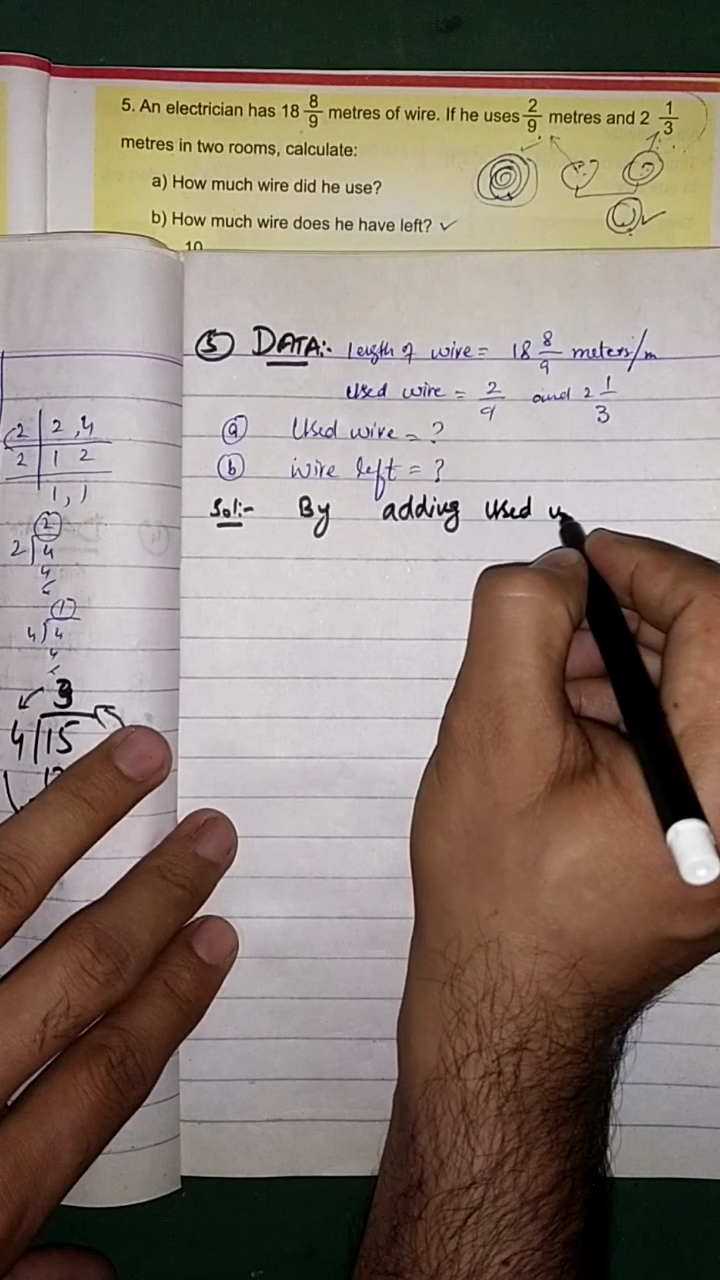 5. An electrician has 18 8/9 metres of wire. If he uses 2/9 metres and 2 1/3
metres in two rooms, calculate:
a) How much wire did he use?
b) How much wire does he have left? ✓
10
⑤ DATA:- length of wire = 18 8/9 meters/m
Used wire = 2/9 and 2 1/3
ⓐ Used wire = ?
ⓑ wire left = ?
Sol:- By adding used
2 | 2, 4
2 | 1 2
1, 1
2
2 4
4
1
4 4
4
3
4 15